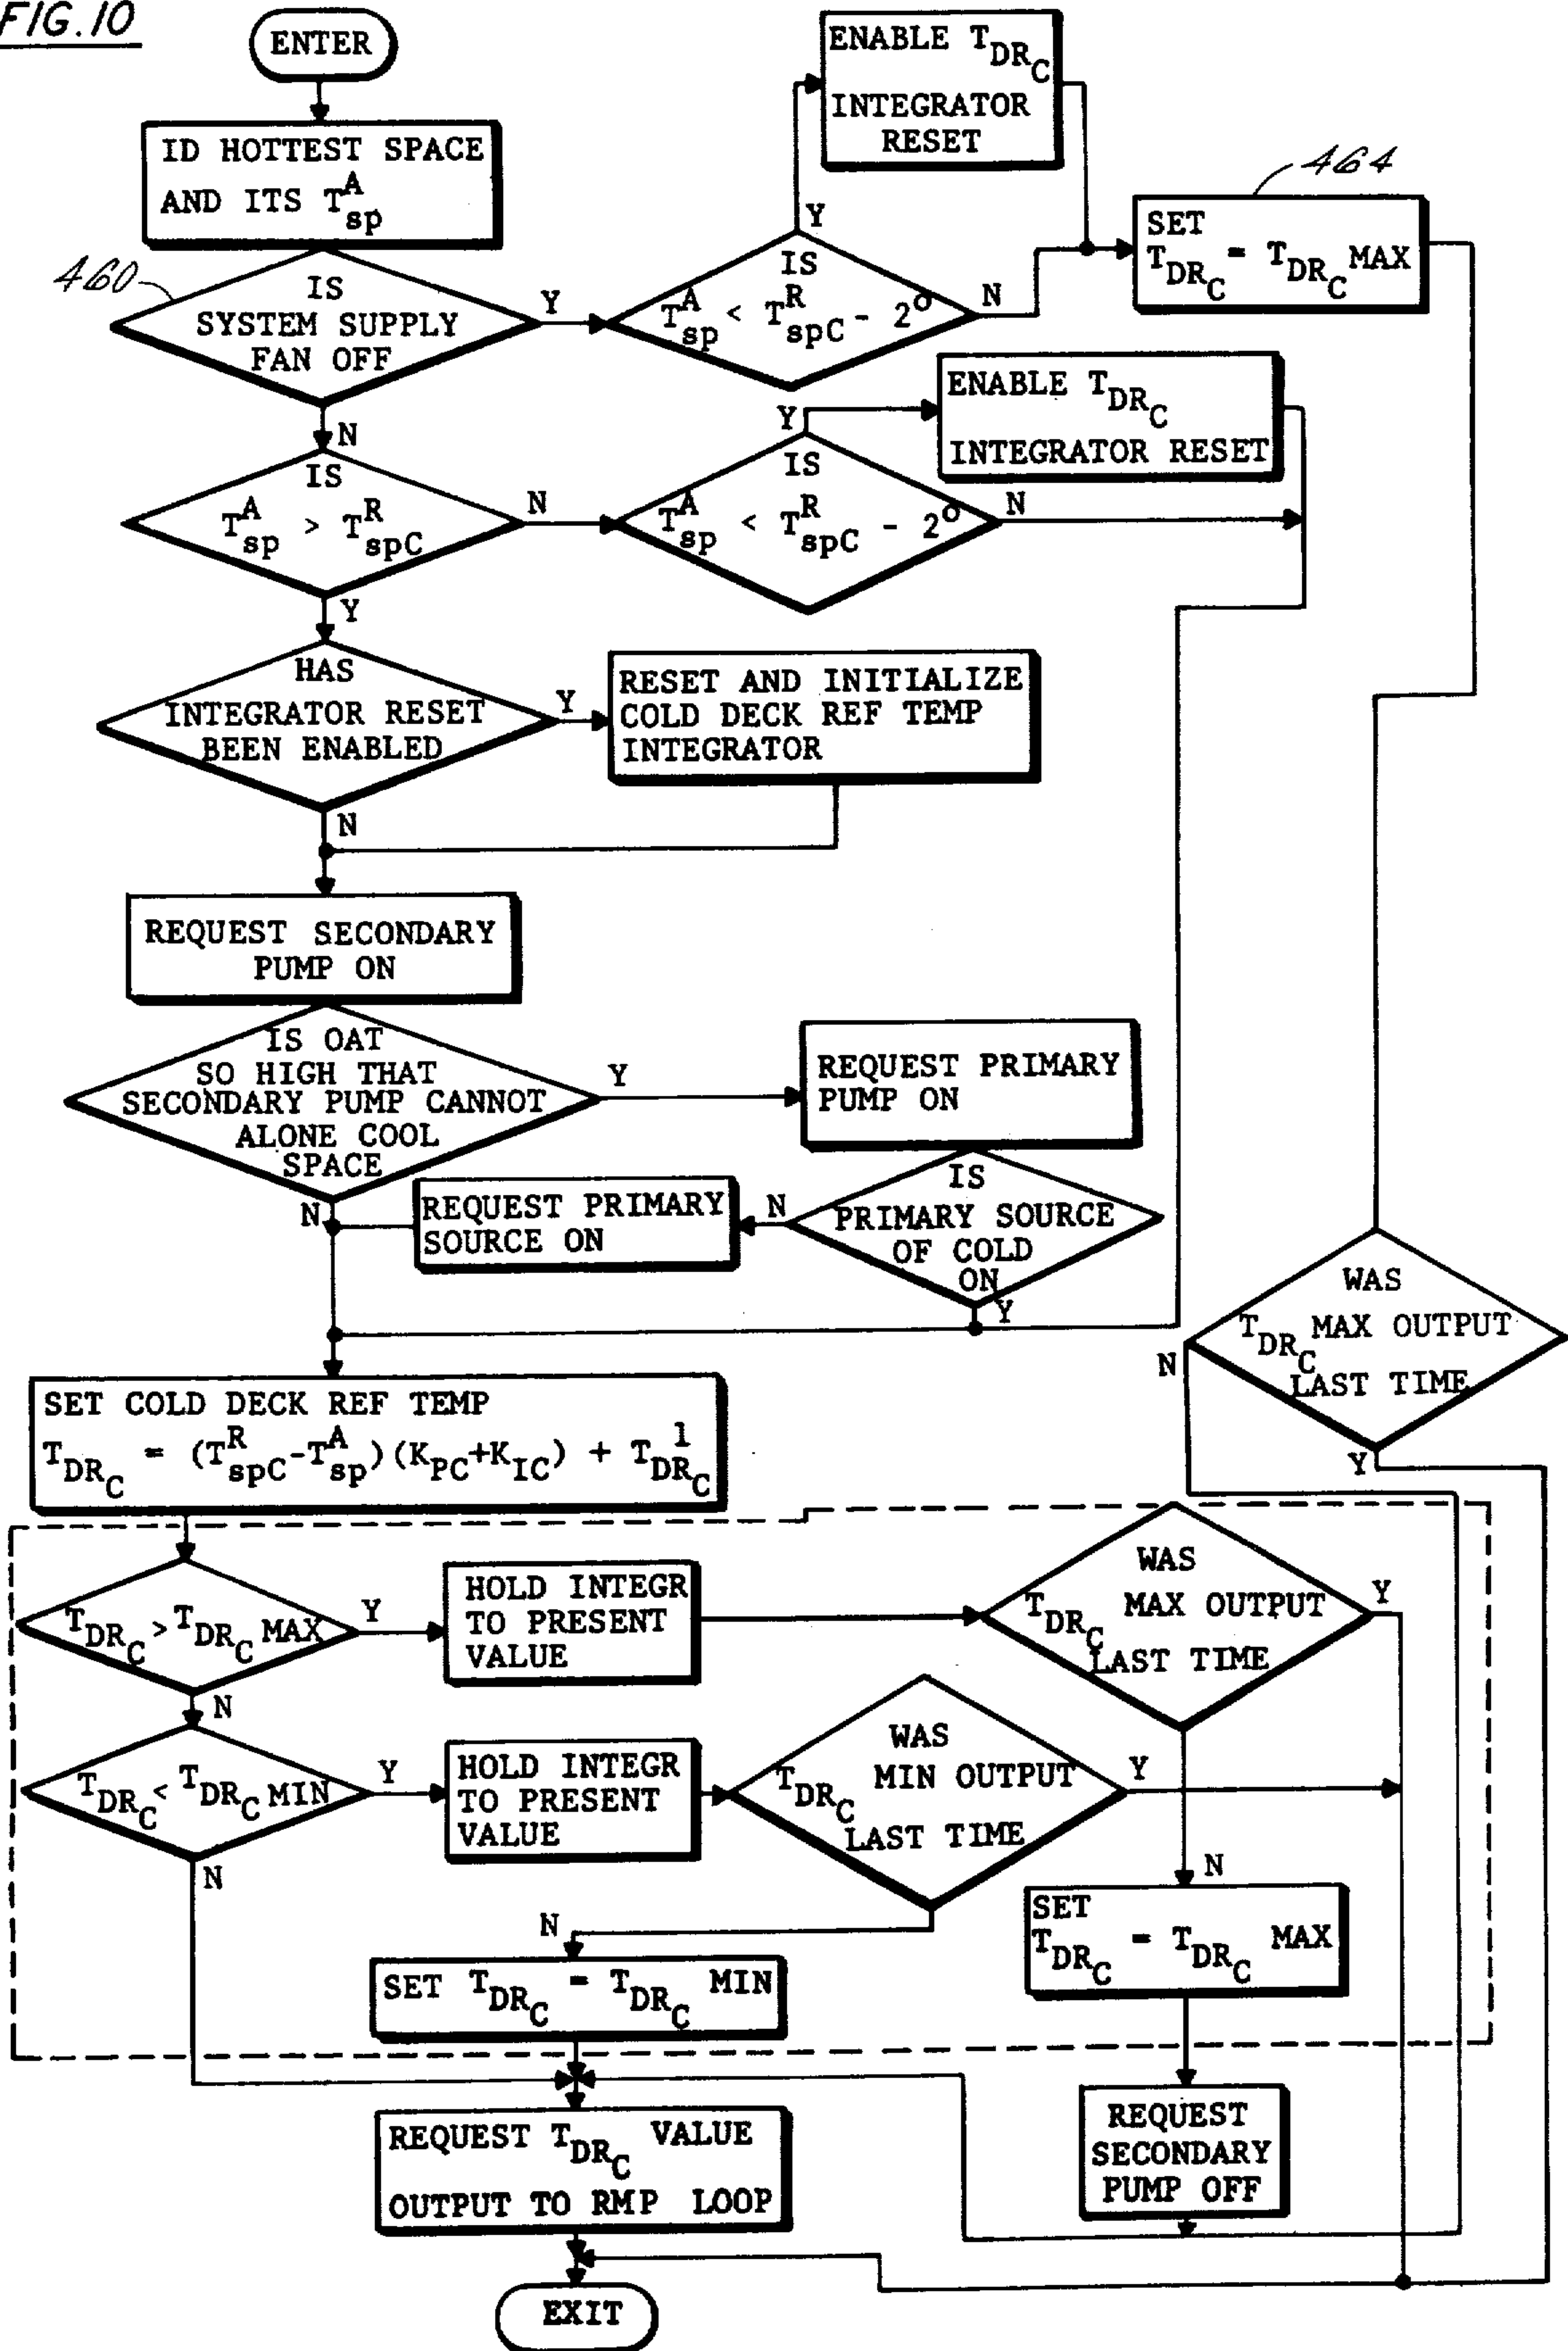 FIG. 10
ENTER
ID HOTTEST SPACE
AND ITS T^A_sp
460
IS
SYSTEM SUPPLY
FAN OFF
Y
N
IS
T^A_sp < T^R_spC - 2°
Y
N
ENABLE T_DR_C
INTEGRATOR
RESET
464
SET
T_DR_C = T_DR_C MAX
IS
T^A_sp > T^R_spC
N
Y
IS
T^A_sp < T^R_spC - 2°
Y
N
ENABLE T_DR_C
INTEGRATOR RESET
HAS
INTEGRATOR RESET
BEEN ENABLED
Y
N
RESET AND INITIALIZE
COLD DECK REF TEMP
INTEGRATOR
REQUEST SECONDARY
PUMP ON
IS OAT
SO HIGH THAT
SECONDARY PUMP CANNOT
ALONE COOL
SPACE
Y
N
REQUEST PRIMARY
PUMP ON
IS
PRIMARY SOURCE
OF COLD
ON
N
Y
REQUEST PRIMARY
SOURCE ON
WAS
T_DR_C MAX OUTPUT
LAST TIME
N
Y
SET COLD DECK REF TEMP
T_DR_C = (T^R_spC-T^A_sp)(K_PC+K_IC) + T^1_DR_C
T_DR_C > T_DR_C MAX
Y
N
HOLD INTEGR
TO PRESENT
VALUE
WAS
T_DR_C MAX OUTPUT
LAST TIME
Y
N
T_DR_C < T_DR_C MIN
Y
N
HOLD INTEGR
TO PRESENT
VALUE
WAS
T_DR_C MIN OUTPUT
LAST TIME
Y
N
SET
T_DR_C = T_DR_C MAX
SET T_DR_C = T_DR_C MIN
REQUEST T_DR_C VALUE
OUTPUT TO RMP LOOP
REQUEST
SECONDARY
PUMP OFF
EXIT